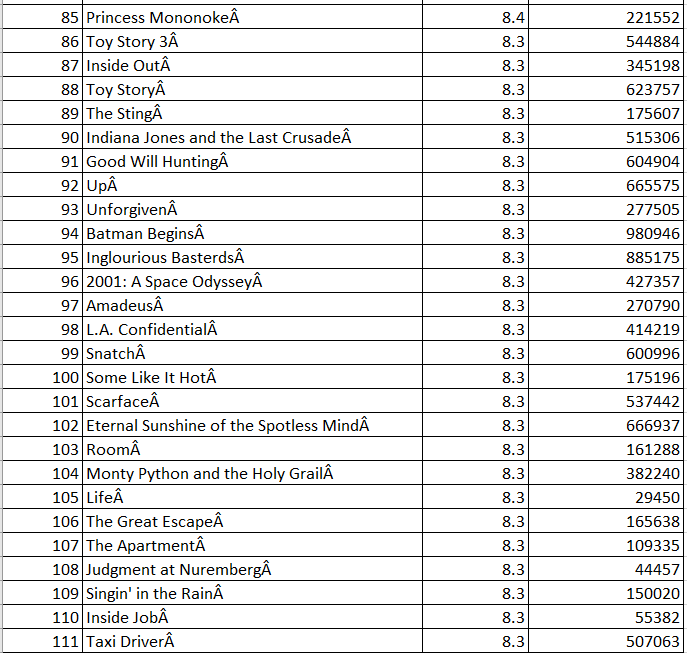 85 Princess MononokeÂ 8.4 221552
86 Toy Story 3Â 8.3 544884
87 Inside OutÂ 8.3 345198
88 Toy StoryÂ 8.3 623757
89 The StingÂ 8.3 175607
90 Indiana Jones and the Last CrusadeÂ 8.3 515306
91 Good Will HuntingÂ 8.3 604904
92 UpÂ 8.3 665575
93 UnforgivenÂ 8.3 277505
94 Batman BeginsÂ 8.3 980946
95 Inglourious BasterdsÂ 8.3 885175
96 2001: A Space OdysseyÂ 8.3 427357
97 AmadeusÂ 8.3 270790
98 L.A. ConfidentialÂ 8.3 414219
99 SnatchÂ 8.3 600996
100 Some Like It HotÂ 8.3 175196
101 ScarfaceÂ 8.3 537442
102 Eternal Sunshine of the Spotless MindÂ 8.3 666937
103 RoomÂ 8.3 161288
104 Monty Python and the Holy GrailÂ 8.3 382240
105 LifeÂ 8.3 29450
106 The Great EscapeÂ 8.3 165638
107 The ApartmentÂ 8.3 109335
108 Judgment at NurembergÂ 8.3 44457
109 Singin' in the RainÂ 8.3 150020
110 Inside JobÂ 8.3 55382
111 Taxi DriverÂ 8.3 507063